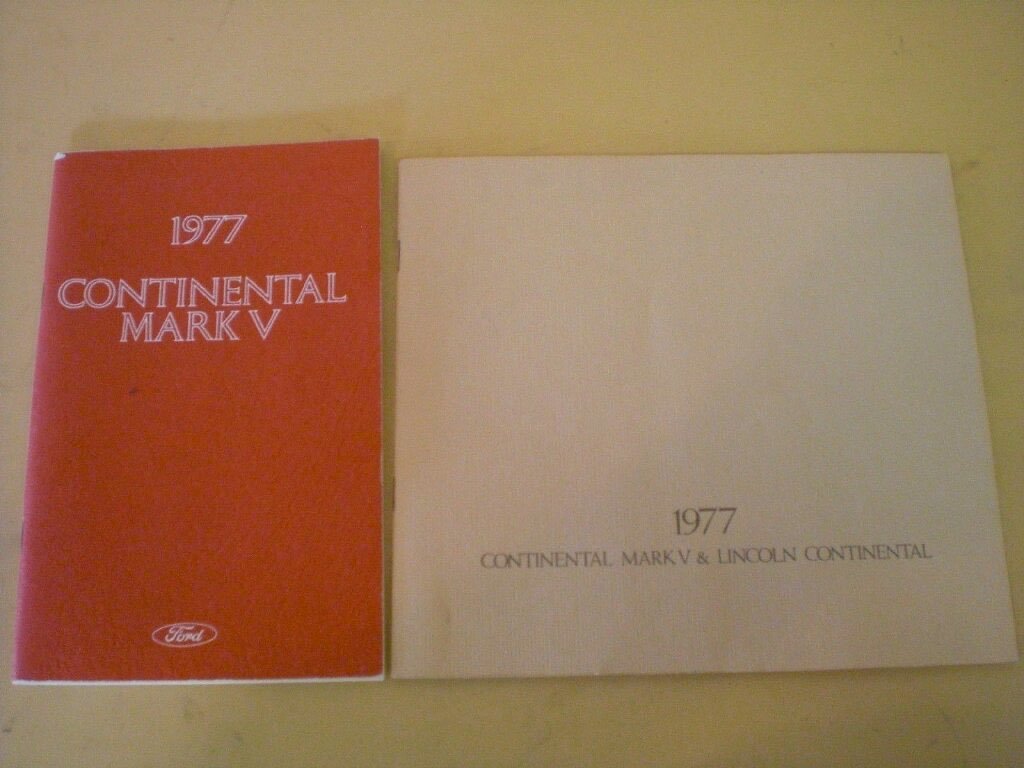 1977
CONTINENTAL
MARK V
Ford
1977
CONTINENTAL MARK V & LINCOLN CONTINENTAL